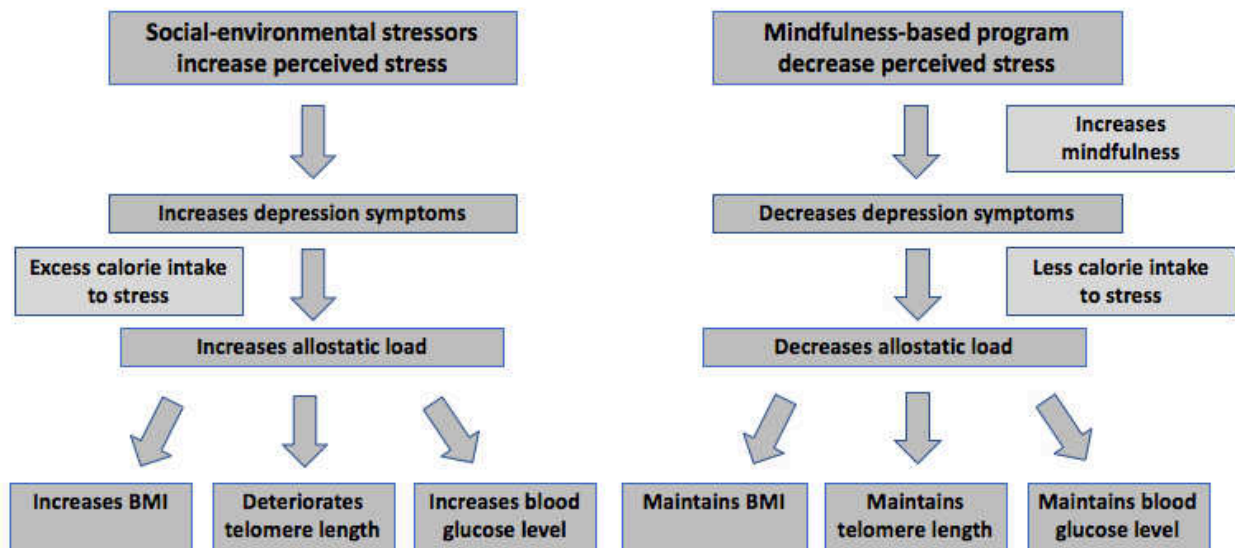 Social-environmental stressors
increase perceived stress
Increases depression symptoms
Excess calorie intake
to stress
Increases allostatic load
Increases BMI
Deteriorates
telomere length
Increases blood
glucose level
Mindfulness-based program
decrease perceived stress
Increases
mindfulness
Decreases depression symptoms
Less calorie intake
to stress
Decreases allostatic load
Maintains BMI
Maintains
telomere length
Maintains blood
glucose level